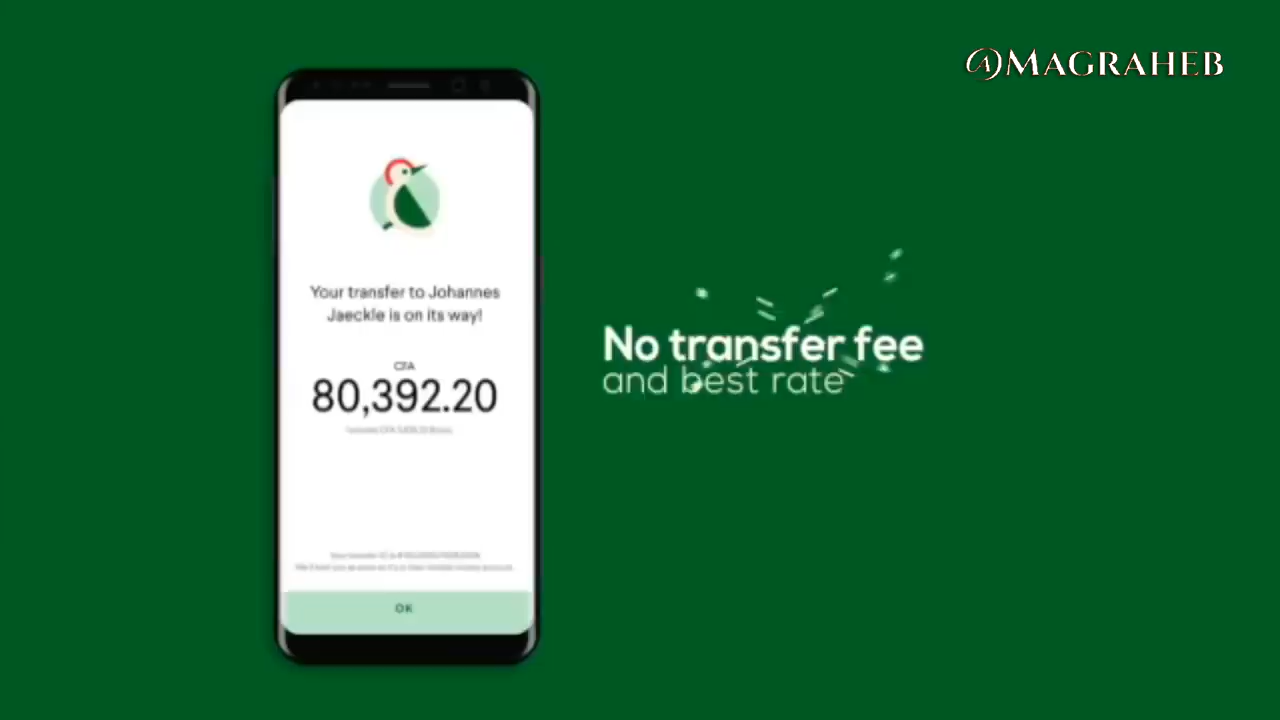 @MAGRAHEB
Your transfer to Johannes
Jaeckle is on its way!
CFA
80,392.20
OK
No transfer fee
and best rate